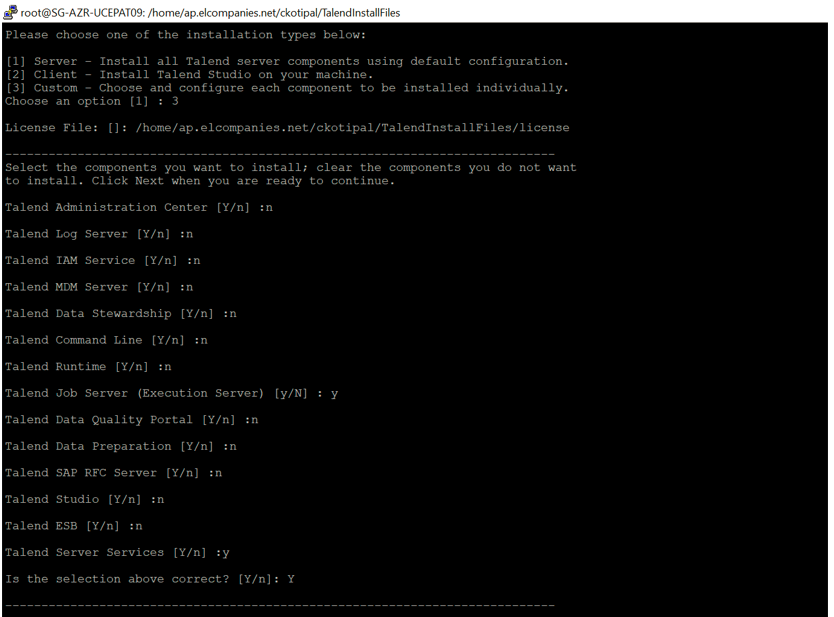 root@SG-AZR-UCEPAT09: /home/ap.elcompanies.net/ckotipal/TalendInstallFiles
Please choose one of the installation types below:
[1] Server - Install all Talend server components using default configuration.
[2] Client - Install Talend Studio on your machine.
[3] Custom - Choose and configure each component to be installed individually.
Choose an option [1] : 3
License File: []: /home/ap.elcompanies.net/ckotipal/TalendInstallFiles/license
----------------------------------------------------------------------------
Select the components you want to install; clear the components you do not want
to install. Click Next when you are ready to continue.
Talend Administration Center [Y/n] :n
Talend Log Server [Y/n] :n
Talend IAM Service [Y/n] :n
Talend MDM Server [Y/n] :n
Talend Data Stewardship [Y/n] :n
Talend Command Line [Y/n] :n
Talend Runtime [Y/n] :n
Talend Job Server (Execution Server) [y/N] : y
Talend Data Quality Portal [Y/n] :n
Talend Data Preparation [Y/n] :n
Talend SAP RFC Server [Y/n] :n
Talend Studio [Y/n] :n
Talend ESB [Y/n] :n
Talend Server Services [Y/n] :y
Is the selection above correct? [Y/n]: Y
----------------------------------------------------------------------------